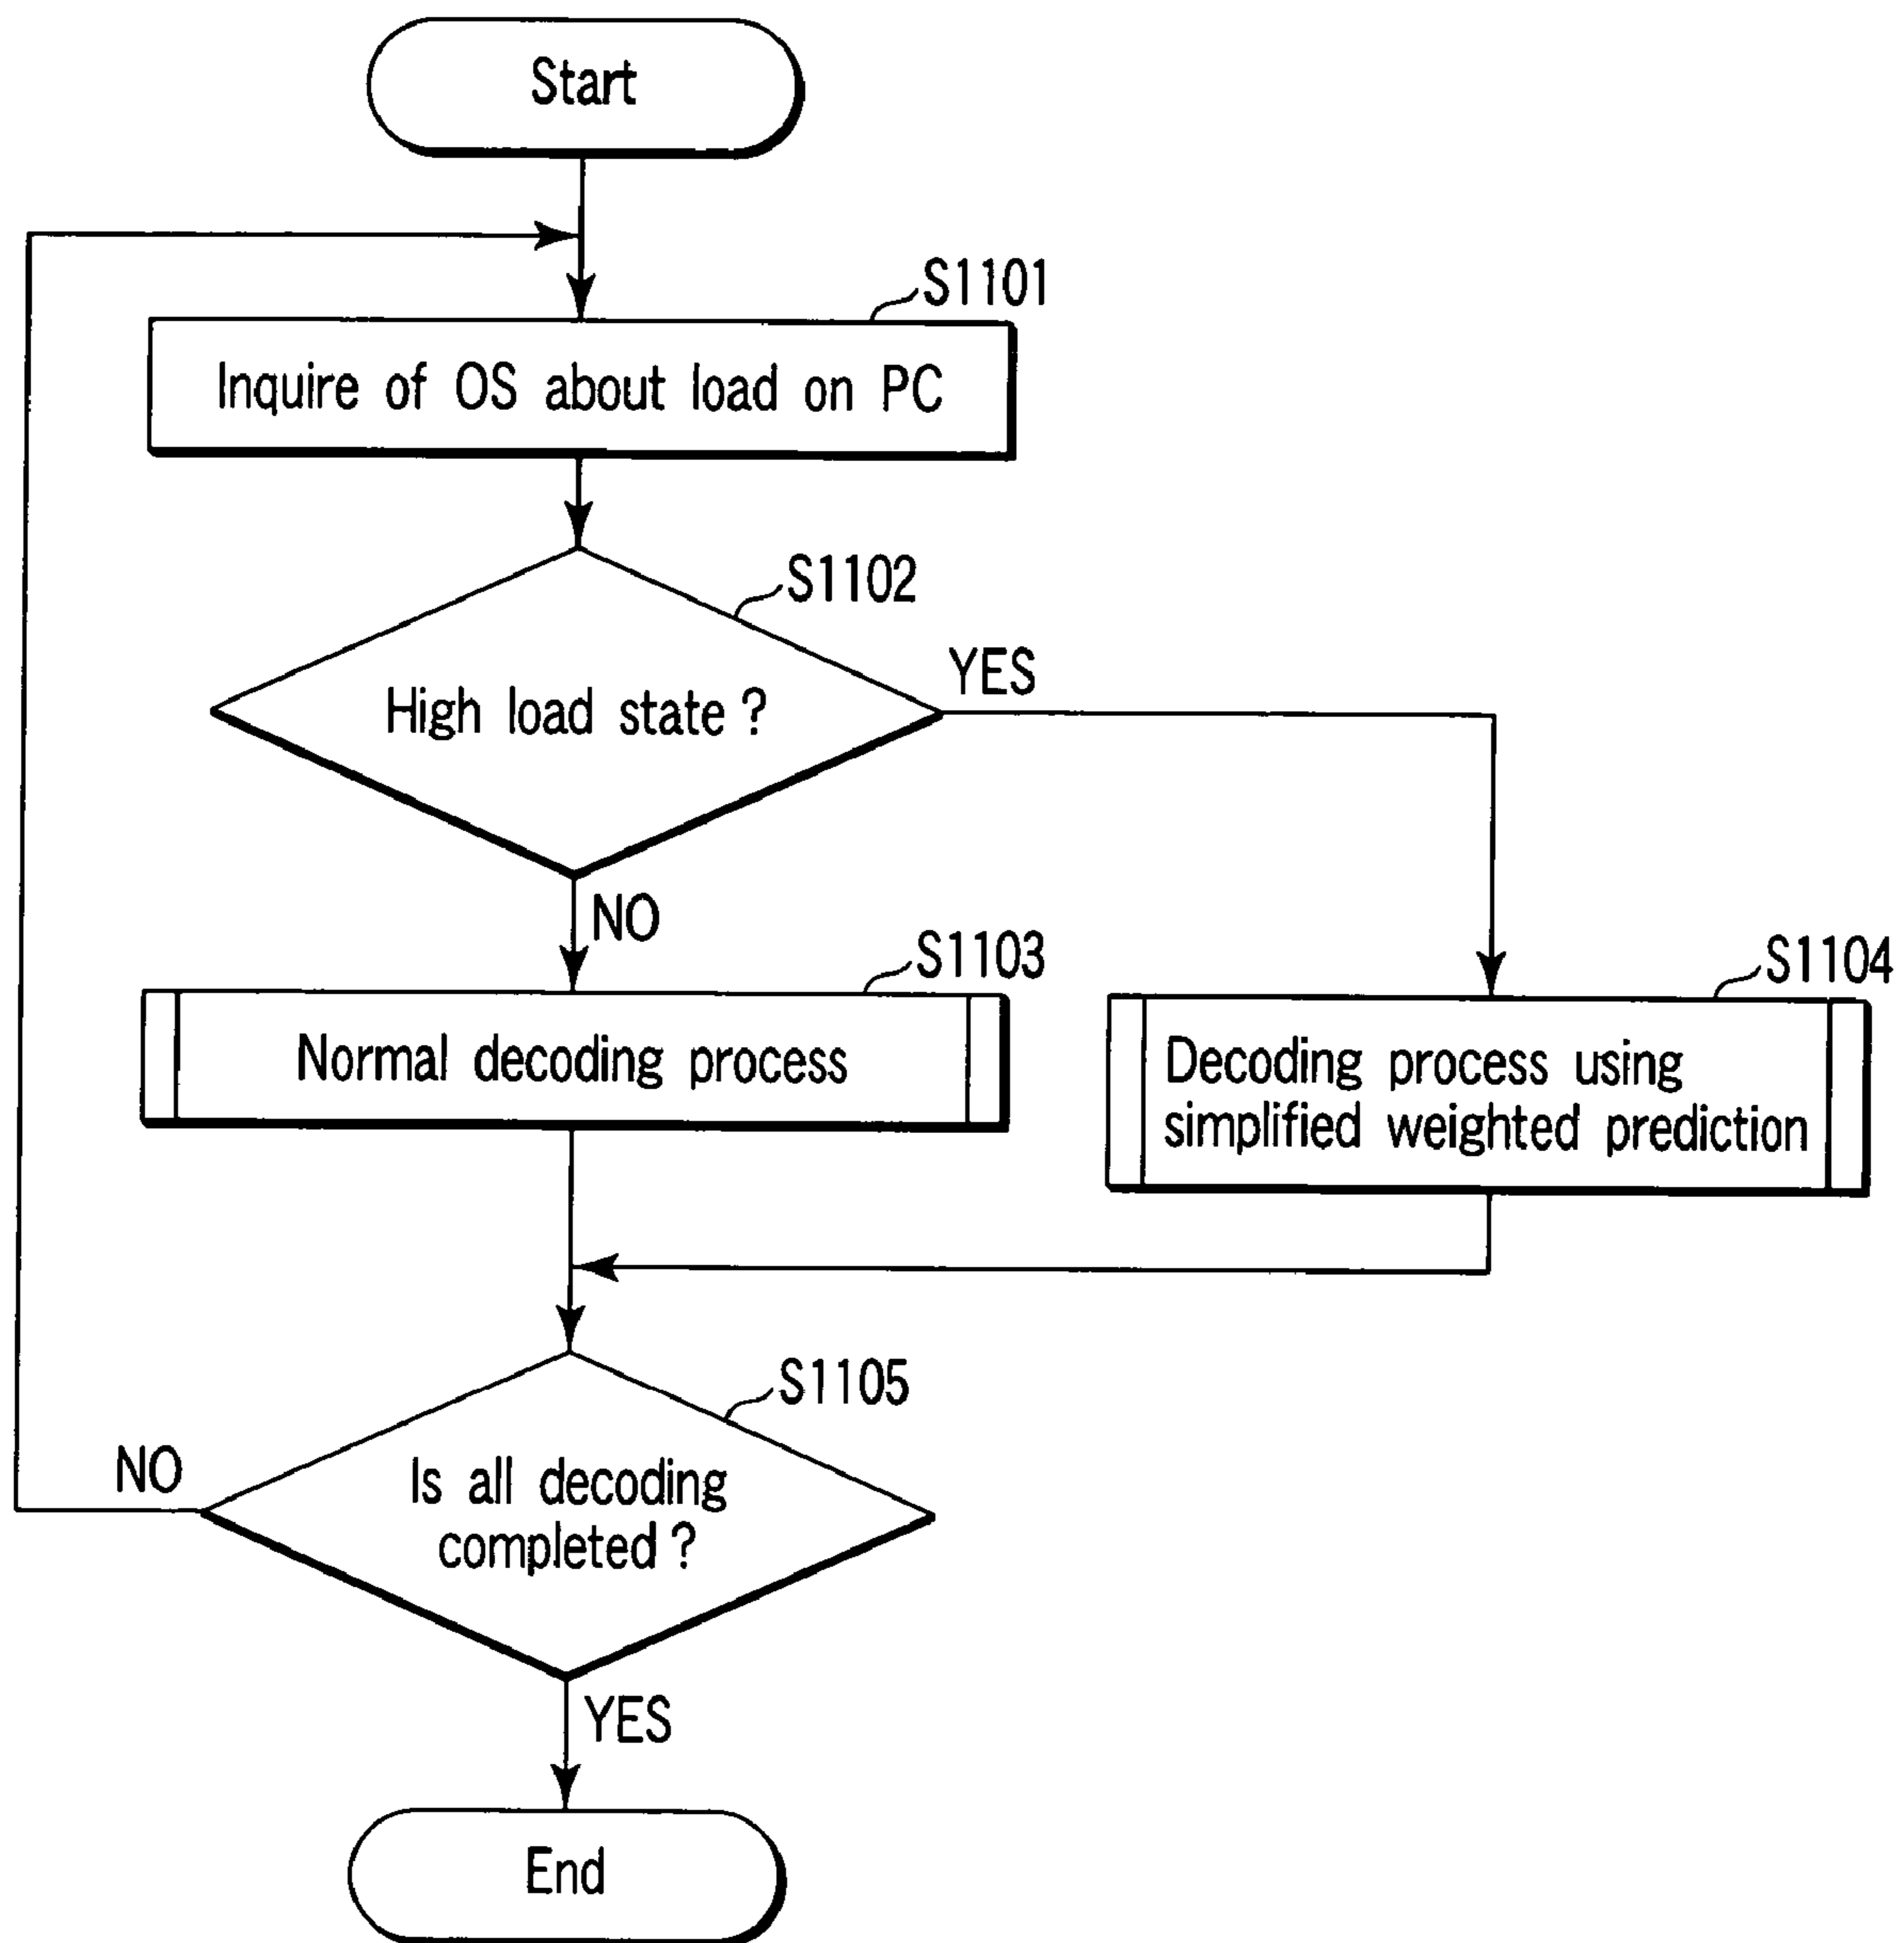 Start
S1101
Inquire of OS about load on PC
S1102
High load state ?
YES
NO
S1103
Normal decoding process
S1104
Decoding process using
simplified weighted prediction
S1105
Is all decoding
completed ?
NO
YES
End